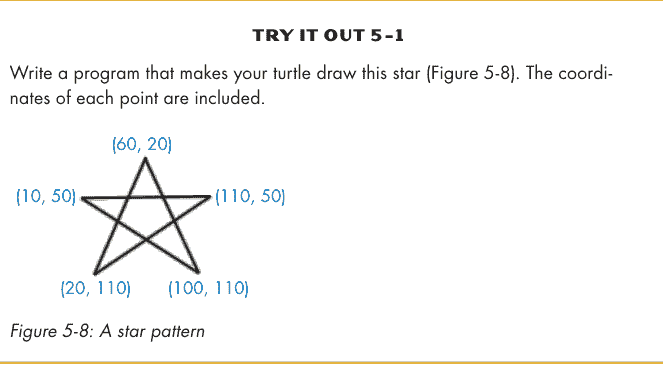 TRY IT OUT 5-1
Write a program that makes your turtle draw this star (Figure 5-8). The coordi-
nates of each point are included.
(60, 20)
(10, 50)
(110, 50)
(20, 110)
(100, 110)
Figure 5-8: A star pattern